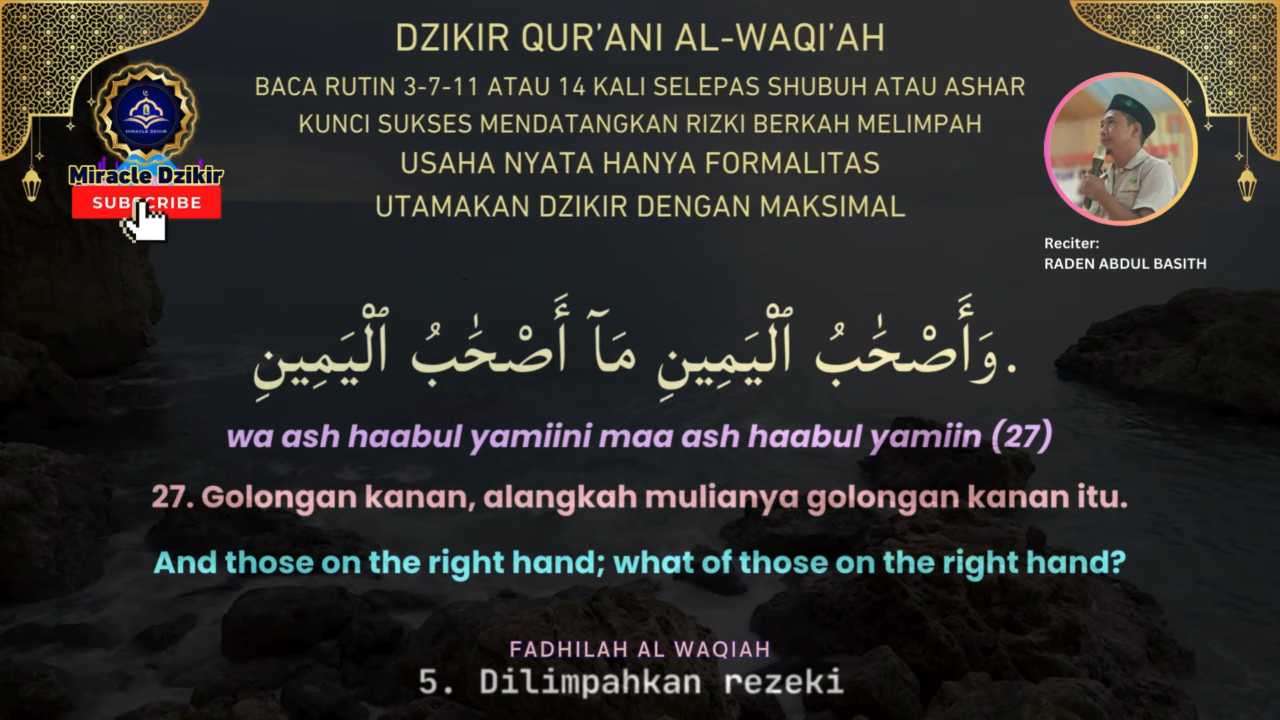 DZIKIR QUR'ANI AL-WAQI'AH
BACA RUTIN 3-7-11 ATAU 14 KALI SELEPAS SHUBUH ATAU ASHAR
KUNCI SUKSES MENDATANGKAN RIZKI BERKAH MELIMPAH
USAHA NYATA HANYA FORMALITAS
UTAMAKAN DZIKIR DENGAN MAKSIMAL
MIRACLE DZIKIR
Miracle Dzikir
SUBSCRIBE
Reciter:
RADEN ABDUL BASITH
وَأَصْحَٰبُ ٱلْيَمِينِ مَآ أَصْحَٰبُ ٱلْيَمِينِ.
wa ash haabul yamiini maa ash haabul yamiin (27)
27. Golongan kanan, alangkah mulianya golongan kanan itu.
And those on the right hand; what of those on the right hand?
FADHILAH AL WAQIAH
5. Dilimpahkan rezeki